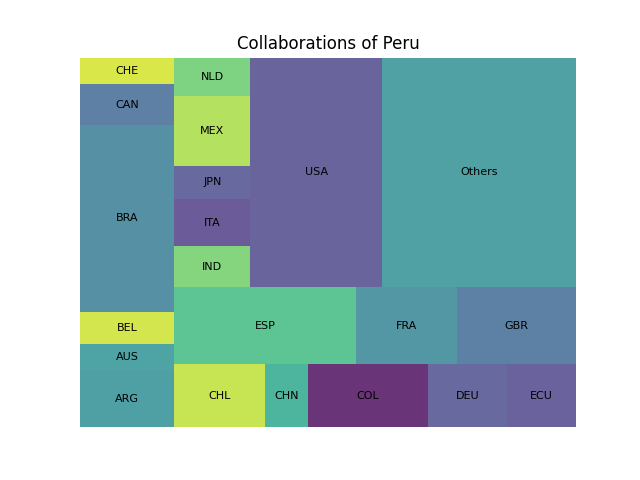 Collaborations of Peru
CHE
CAN
BRA
BEL
AUS
ARG
NLD
MEX
JPN
ITA
IND
USA
Others
ESP
FRA
GBR
CHL
CHN
COL
DEU
ECU